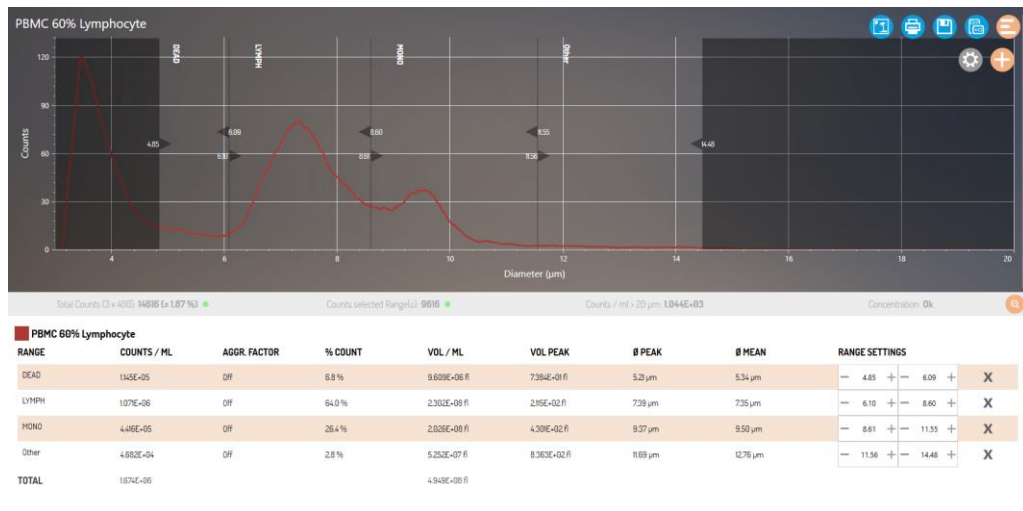 PBMC 60% Lymphocyte
DEAD
LYMPH
MONO
Other
120
90
60
30
0
Counts
4.85
6.09
6.10
8.60
8.61
11.55
11.56
14.48
4 6 8 10 12 14 16 18 20
Diameter (µm)
Total Counts (3 x 400): 14616 (± 1.87 %)
Counts selected Range(s): 9616
Counts / ml > 20 µm: 1.044E+03
Concentration: Ok
PBMC 60% Lymphocyte
RANGE COUNTS / ML AGGR. FACTOR % COUNT VOL / ML VOL PEAK Ø PEAK Ø MEAN RANGE SETTINGS
DEAD 1.145E+05 Off 6.8 % 9.609E+06 fl 7.384E+01 fl 5.21 µm 5.34 µm − 4.85 + − 6.09 + X
LYMPH 1.071E+06 Off 64.0 % 2.302E+08 fl 2.115E+02 fl 7.39 µm 7.35 µm − 6.10 + − 8.60 + X
MONO 4.416E+05 Off 26.4 % 2.026E+08 fl 4.301E+02 fl 9.37 µm 9.50 µm − 8.61 + − 11.55 + X
Other 4.682E+04 Off 2.8 % 5.252E+07 fl 8.363E+02 fl 11.69 µm 12.76 µm − 11.56 + − 14.48 + X
TOTAL 1.674E+06 4.949E+08 fl